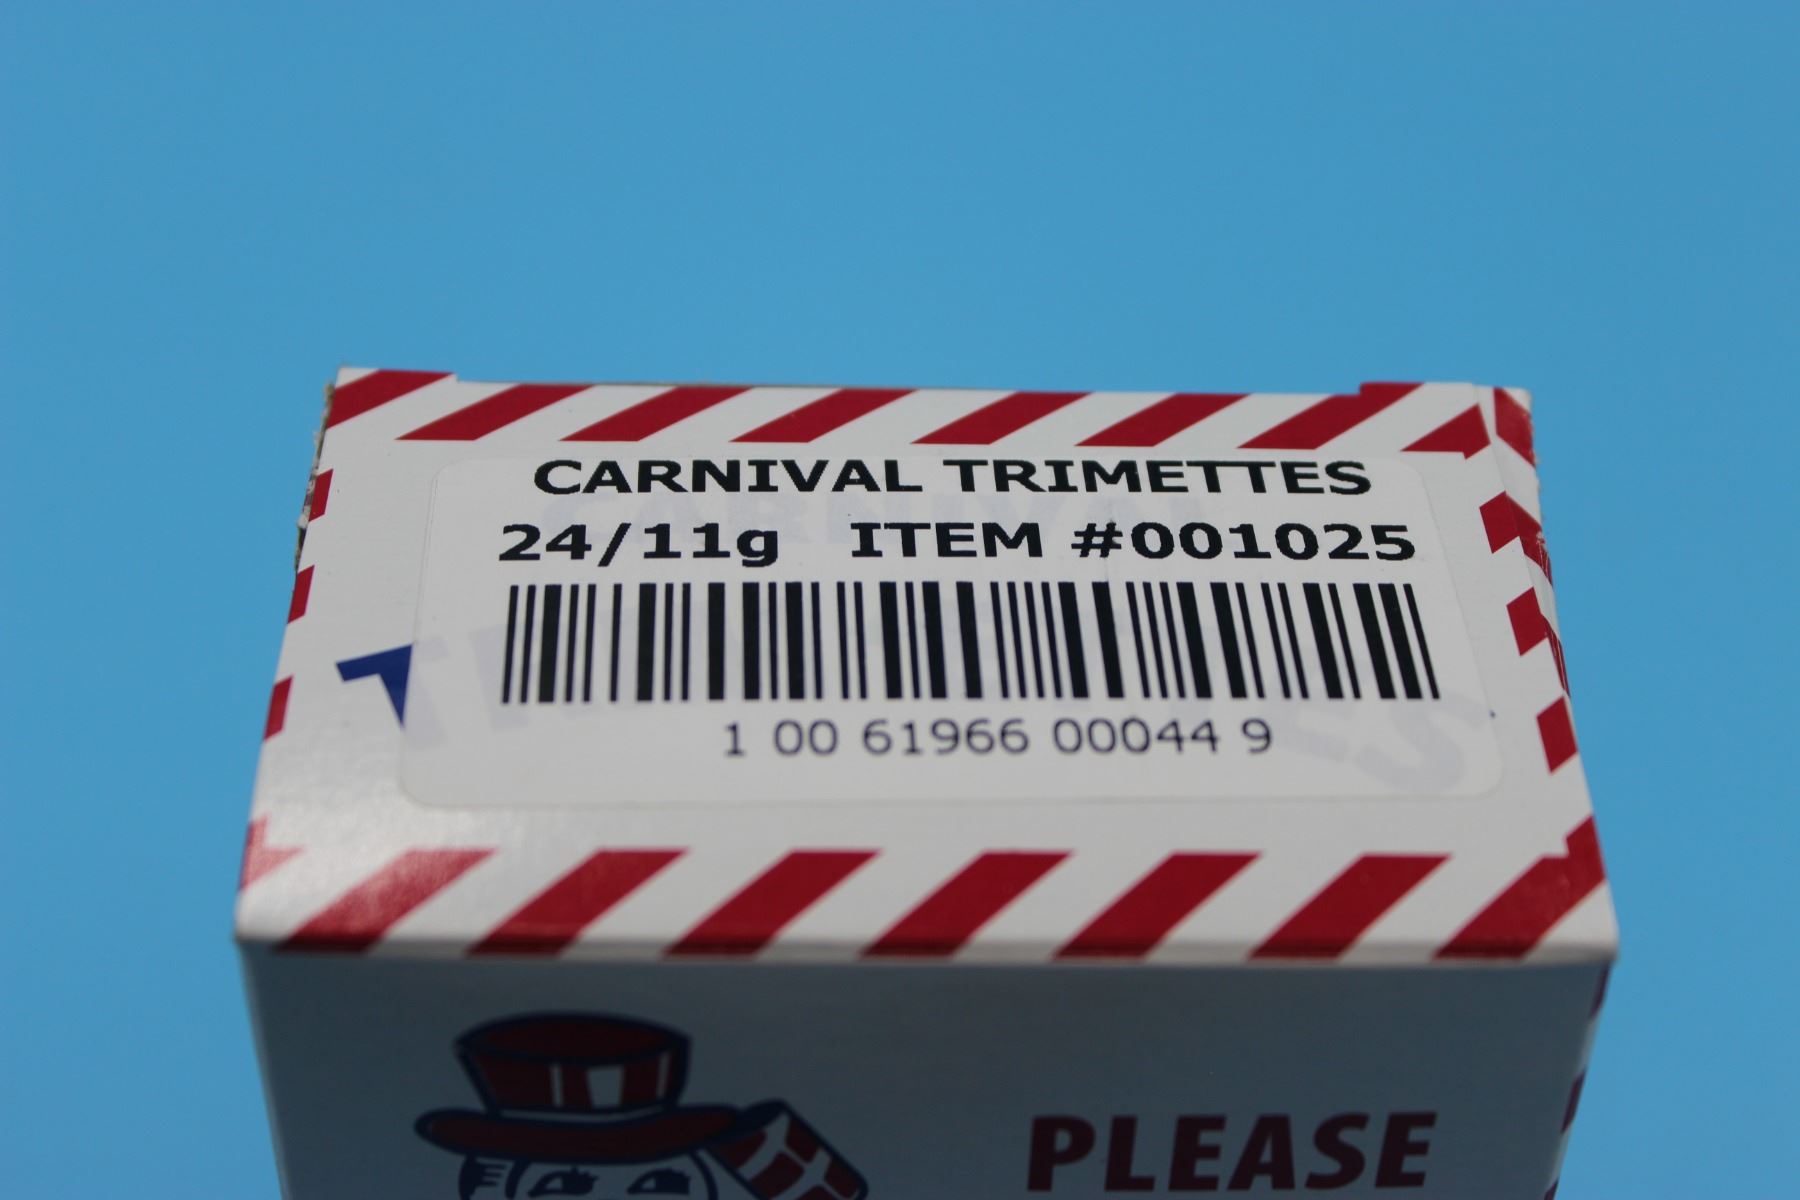 CARNIVAL TRIMETTES
24/11g ITEM #001025
1 00 61966 00044 9
PLEASE